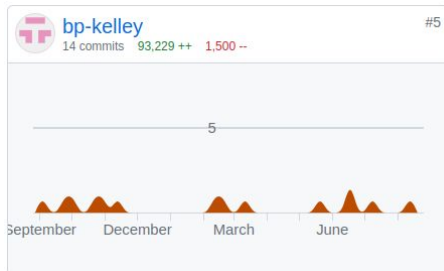 bp-kelley
#5
14 commits 93,229 ++ 1,500 --
5
September December March June